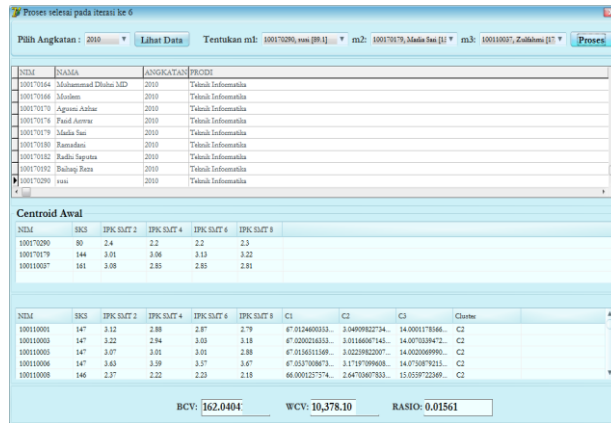 Proses selesai pada iterasi ke 6
Pilih Angkatan : 2010 Lihat Data Tentukan m1: 100170290, susi [89.1] m2: 100170179, Maulia Sari [1 m3: 100110037, Zulfahmi [17 Proses
NIM NAMA ANGKATAN PRODI
100170164 Muhammad MD 2010 Teknik Informatika
100170166 Muslem 2010 Teknik Informatika
100170170 Agusni Azhar 2010 Teknik Informatika
100170176 Farid Anwar 2010 Teknik Informatika
100170179 Maulia Sari 2010 Teknik Informatika
100170180 Ramadani 2010 Teknik Informatika
100170182 Radhi Saputra 2010 Teknik Informatika
100170192 Baihaqi Reza 2010 Teknik Informatika
100170290 susi 2010 Teknik Informatika
Centroid Awal
NIM SKS IPK SMT 2 IPK SMT 4 IPK SMT 6 IPK SMT 8
100170290 80 2.4 2.2 2.2 2.3
100170179 144 3.01 3.06 3.13 3.22
100110037 161 3.08 2.85 2.85 2.81
NIM SKS IPK SMT 2 IPK SMT 4 IPK SMT 6 IPK SMT 8 C1 C2 C3 Cluster
100110001 147 3.12 2.88 2.87 2.79 67.0124600353... 3.04909822734... 14.0001178566... C2
100110003 147 3.22 2.94 3.03 3.18 67.0200216353... 3.01166067145... 14.0070339472... C2
100110005 147 3.07 3.01 3.01 2.88 67.0156511569... 3.02259822007... 14.0020069990... C2
100110006 147 3.63 3.59 3.57 3.67 67.0537008673... 3.17197099608... 14.0750879215... C2
100110008 146 2.37 2.22 2.23 2.18 66.0001257574... 2.64703607833... 15.0559722369... C2
BCV: 162.0404 WCV: 10,378.10 RASIO: 0.01561